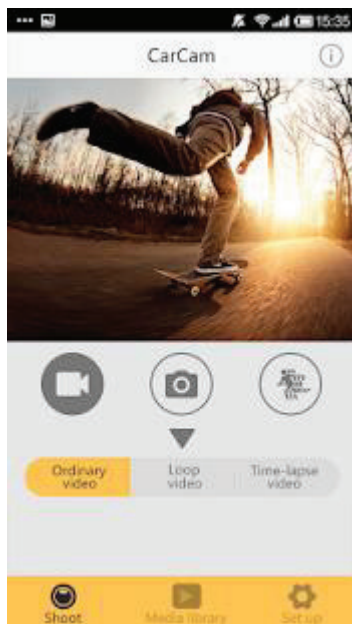 15:35
CarCam
Ordinary
video
Loop
video
Time-lapse
video
Shoot
Media library
Set up